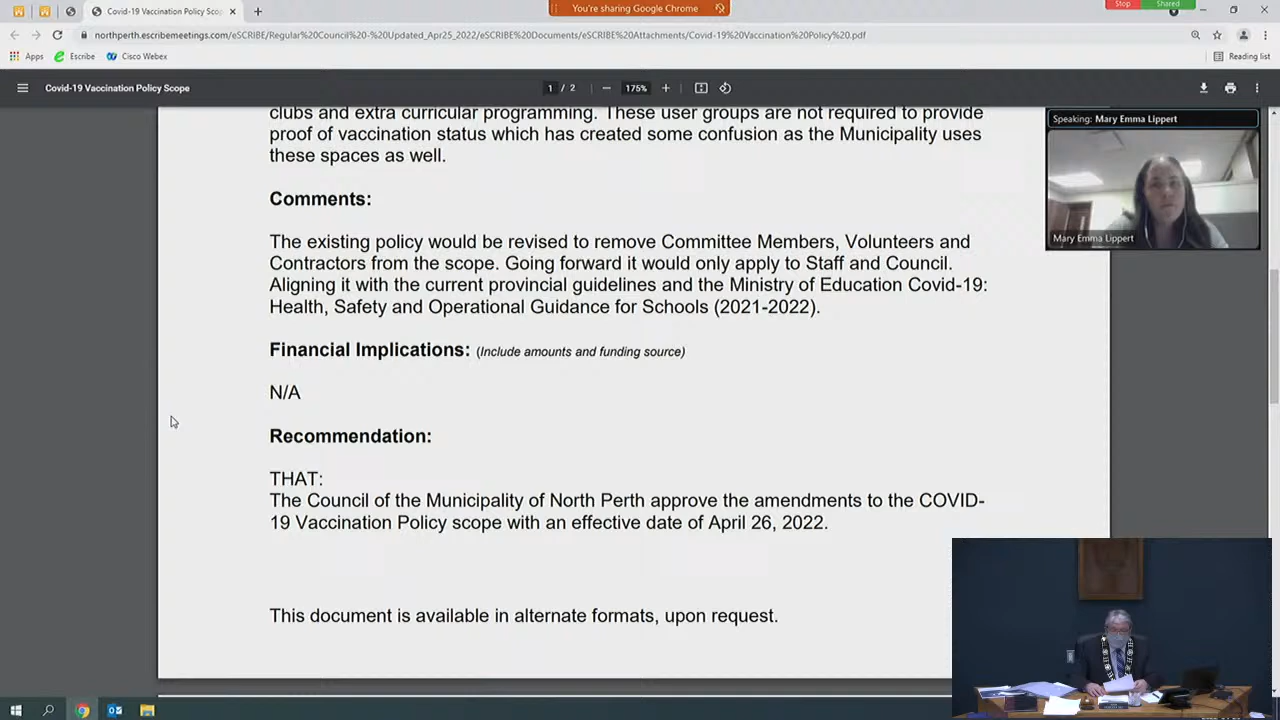 Covid-19 Vaccination Policy Sco
You're sharing Google Chrome
Stop
Shared
northperth.escribemeetings.com/eSCRIBE/Regular%20Council%20-%20Updated_Apr25_2022/eSCRIBE%20Documents/eSCRIBE%20Attachments/Covid-19%20Vaccination%20Policy%20.pdf
Apps
Escribe
Cisco Webex
Reading list
Covid-19 Vaccination Policy Scope
1 / 2
175%
clubs and extra curricular programming. These user groups are not required to provide
proof of vaccination status which has created some confusion as the Municipality uses
these spaces as well.
Speaking: Mary Emma Lippert
Mary Emma Lippert
Comments:
The existing policy would be revised to remove Committee Members, Volunteers and
Contractors from the scope. Going forward it would only apply to Staff and Council.
Aligning it with the current provincial guidelines and the Ministry of Education Covid-19:
Health, Safety and Operational Guidance for Schools (2021-2022).
Financial Implications: (Include amounts and funding source)
N/A
Recommendation:
THAT:
The Council of the Municipality of North Perth approve the amendments to the COVID-
19 Vaccination Policy scope with an effective date of April 26, 2022.
This document is available in alternate formats, upon request.